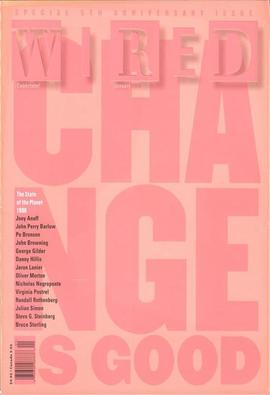 SPECIAL 5TH ANNIVERSARY ISSUE
WIRED
January
CHA
NGE
IS GOOD
The State
of the Planet
1998
Joey Anuff
John Perry Barlow
Po Bronson
John Browning
George Gilder
Danny Hillis
Jaron Lanier
Oliver Morton
Nicholas Negroponte
Virginia Postrel
Randall Rothenberg
Julian Simon
Steve G. Steinberg
Bruce Sterling